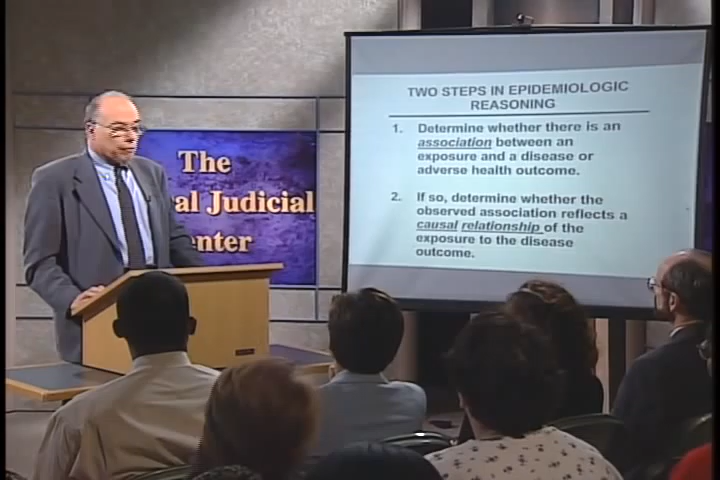 The
al Judicial
enter
TWO STEPS IN EPIDEMIOLOGIC
REASONING
1. Determine whether there is an
association between an
exposure and a disease or
adverse health outcome.
2. If so, determine whether the
observed association reflects a
causal relationship of the
exposure to the disease
outcome.